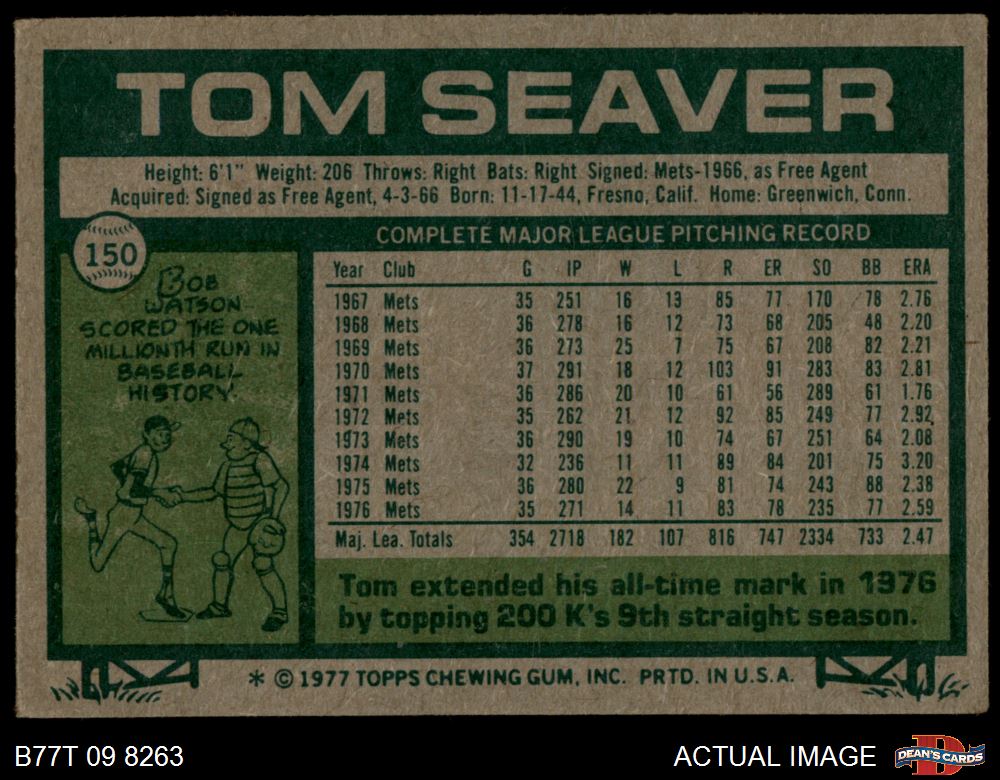 TOM SEAVER
Height: 6'1" Weight: 206 Throws: Right Bats: Right Signed: Mets-1966, as Free Agent
Acquired: Signed as Free Agent, 4-3-66 Born: 11-17-44, Fresno, Calif. Home: Greenwich, Conn.
150
BOB
WATSON
SCORED THE ONE
MILLIONTH RUN IN
BASEBALL
HISTORY.
COMPLETE MAJOR LEAGUE PITCHING RECORD
Year Club G IP W L R ER SO BB ERA
1967 Mets 35 251 16 13 85 77 170 78 2.76
1968 Mets 36 278 16 12 73 68 205 48 2.20
1969 Mets 36 273 25 7 75 67 208 82 2.21
1970 Mets 37 291 18 12 103 91 283 83 2.81
1971 Mets 36 286 20 10 61 56 289 61 1.76
1972 Mets 35 262 21 12 92 85 249 77 2.92
1973 Mets 36 290 19 10 74 67 251 64 2.08
1974 Mets 32 236 11 11 89 84 201 75 3.20
1975 Mets 36 280 22 9 81 74 243 88 2.38
1976 Mets 35 271 14 11 83 78 235 77 2.59
Maj. Lea. Totals 354 2718 182 107 816 747 2334 733 2.47
Tom extended his all-time mark in 1976
by topping 200 K's 9th straight season.
* © 1977 TOPPS CHEWING GUM, INC. PRTD. IN U.S.A.
B77T 09 8263
ACTUAL IMAGE
DEAN'S CARDS